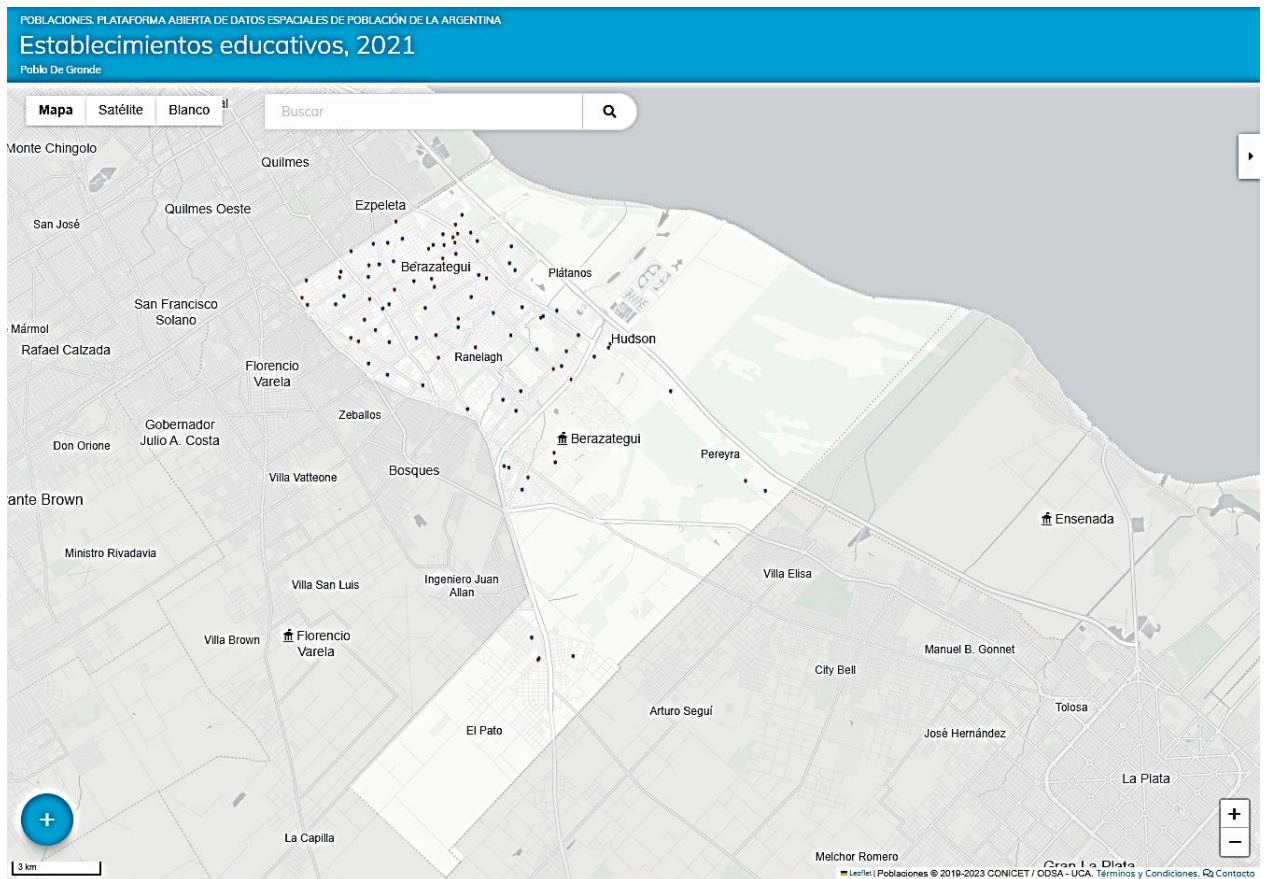 POBLACIONES. PLATAFORMA ABIERTA DE DATOS ESPACIALES DE POBLACIÓN DE LA ARGENTINA
Establecimientos educativos, 2021
Pablo De Grande
Mapa
Satélite
Blanco
al
Buscar
Monte Chingolo
Quilmes
Quilmes Oeste
Ezpeleta
San José
Berazategui
Plátanos
San Francisco
Solano
Mármol
Rafael Calzada
Hudson
Ranelagh
Florencio
Varela
Zeballos
Gobernador
Julio A. Costa
Don Orione
Berazategui
Bosques
Pereyra
Villa Vatteone
rante Brown
Ensenada
Ministro Rivadavia
Villa San Luis
Ingeniero Juan
Allan
Villa Elisa
Villa Brown
Florencio
Varela
Manuel B. Gonnet
City Bell
Arturo Seguí
Tolosa
El Pato
José Hernández
La Plata
+
+
−
La Capilla
Melchor Romero
Gran La Plata
3 km
Leaflet | Poblaciones © 2019-2023 CONICET / ODSA - UCA. Términos y Condiciones. Contacto